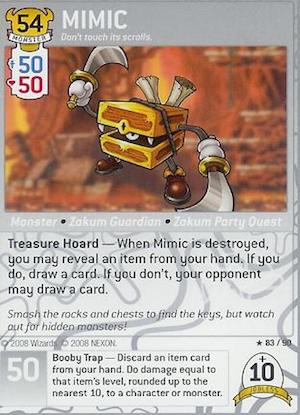 54
MONSTER
MIMIC
Don't touch its scrolls.
50
50
Monster • Zakum Guardian • Zakum Party Quest
Treasure Hoard — When Mimic is destroyed,
you may reveal an item from your hand. If you
do, draw a card. If you don't, your opponent
may draw a card.
Smash the rocks and chests to find the keys, but watch
out for hidden monsters!
© 2008 Wizards. © 2008 NEXON.
★ 83 / 90
50
Booby Trap — Discard an item card
from your hand. Do damage equal to
that item's level, rounded up to the
nearest 10, to a character or monster.
+
10
JOBLESS